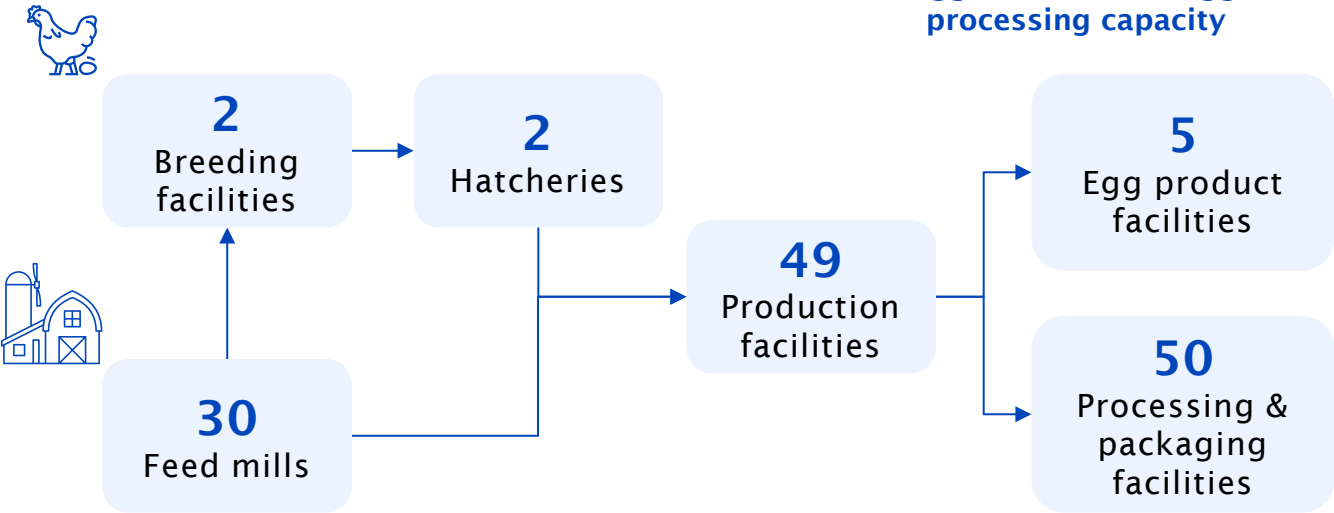 processing capacity
2
Breeding
facilities
2
Hatcheries
5
Egg product
facilities
49
Production
facilities
30
Feed mills
50
Processing &
packaging
facilities